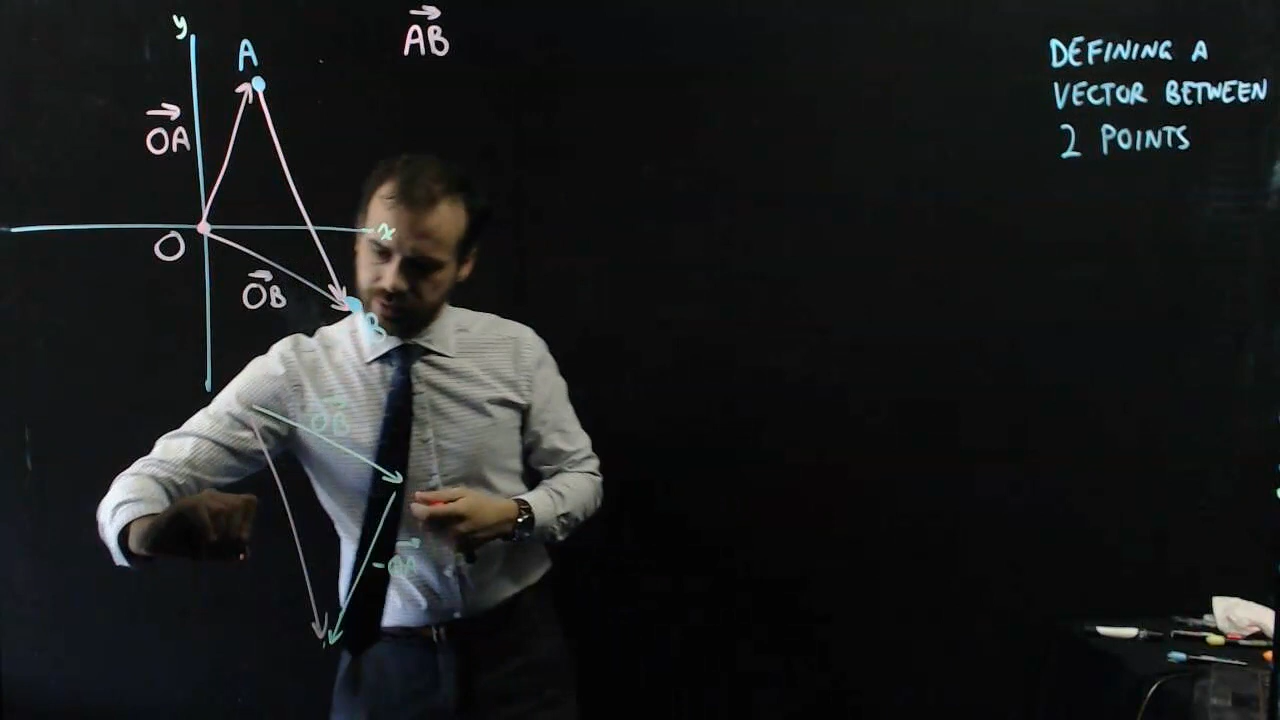 y
A
AB
OA
x
O
OB
B
OB
-OA
DEFINING A
VECTOR BETWEEN
2 POINTS